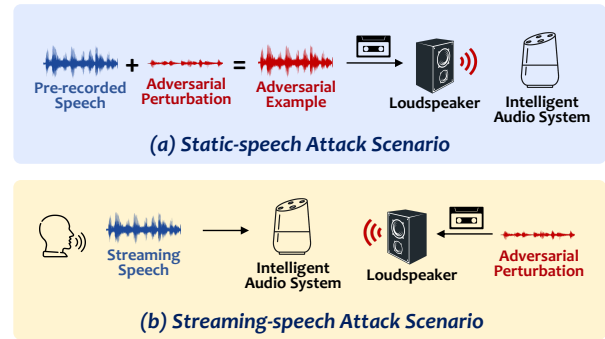 Pre-recorded
Speech
+
Adversarial
Perturbation
=
Adversarial
Example
Loudspeaker
Intelligent
Audio System
(a) Static-speech Attack Scenario
Streaming
Speech
Intelligent
Audio System
Loudspeaker
Adversarial
Perturbation
(b) Streaming-speech Attack Scenario